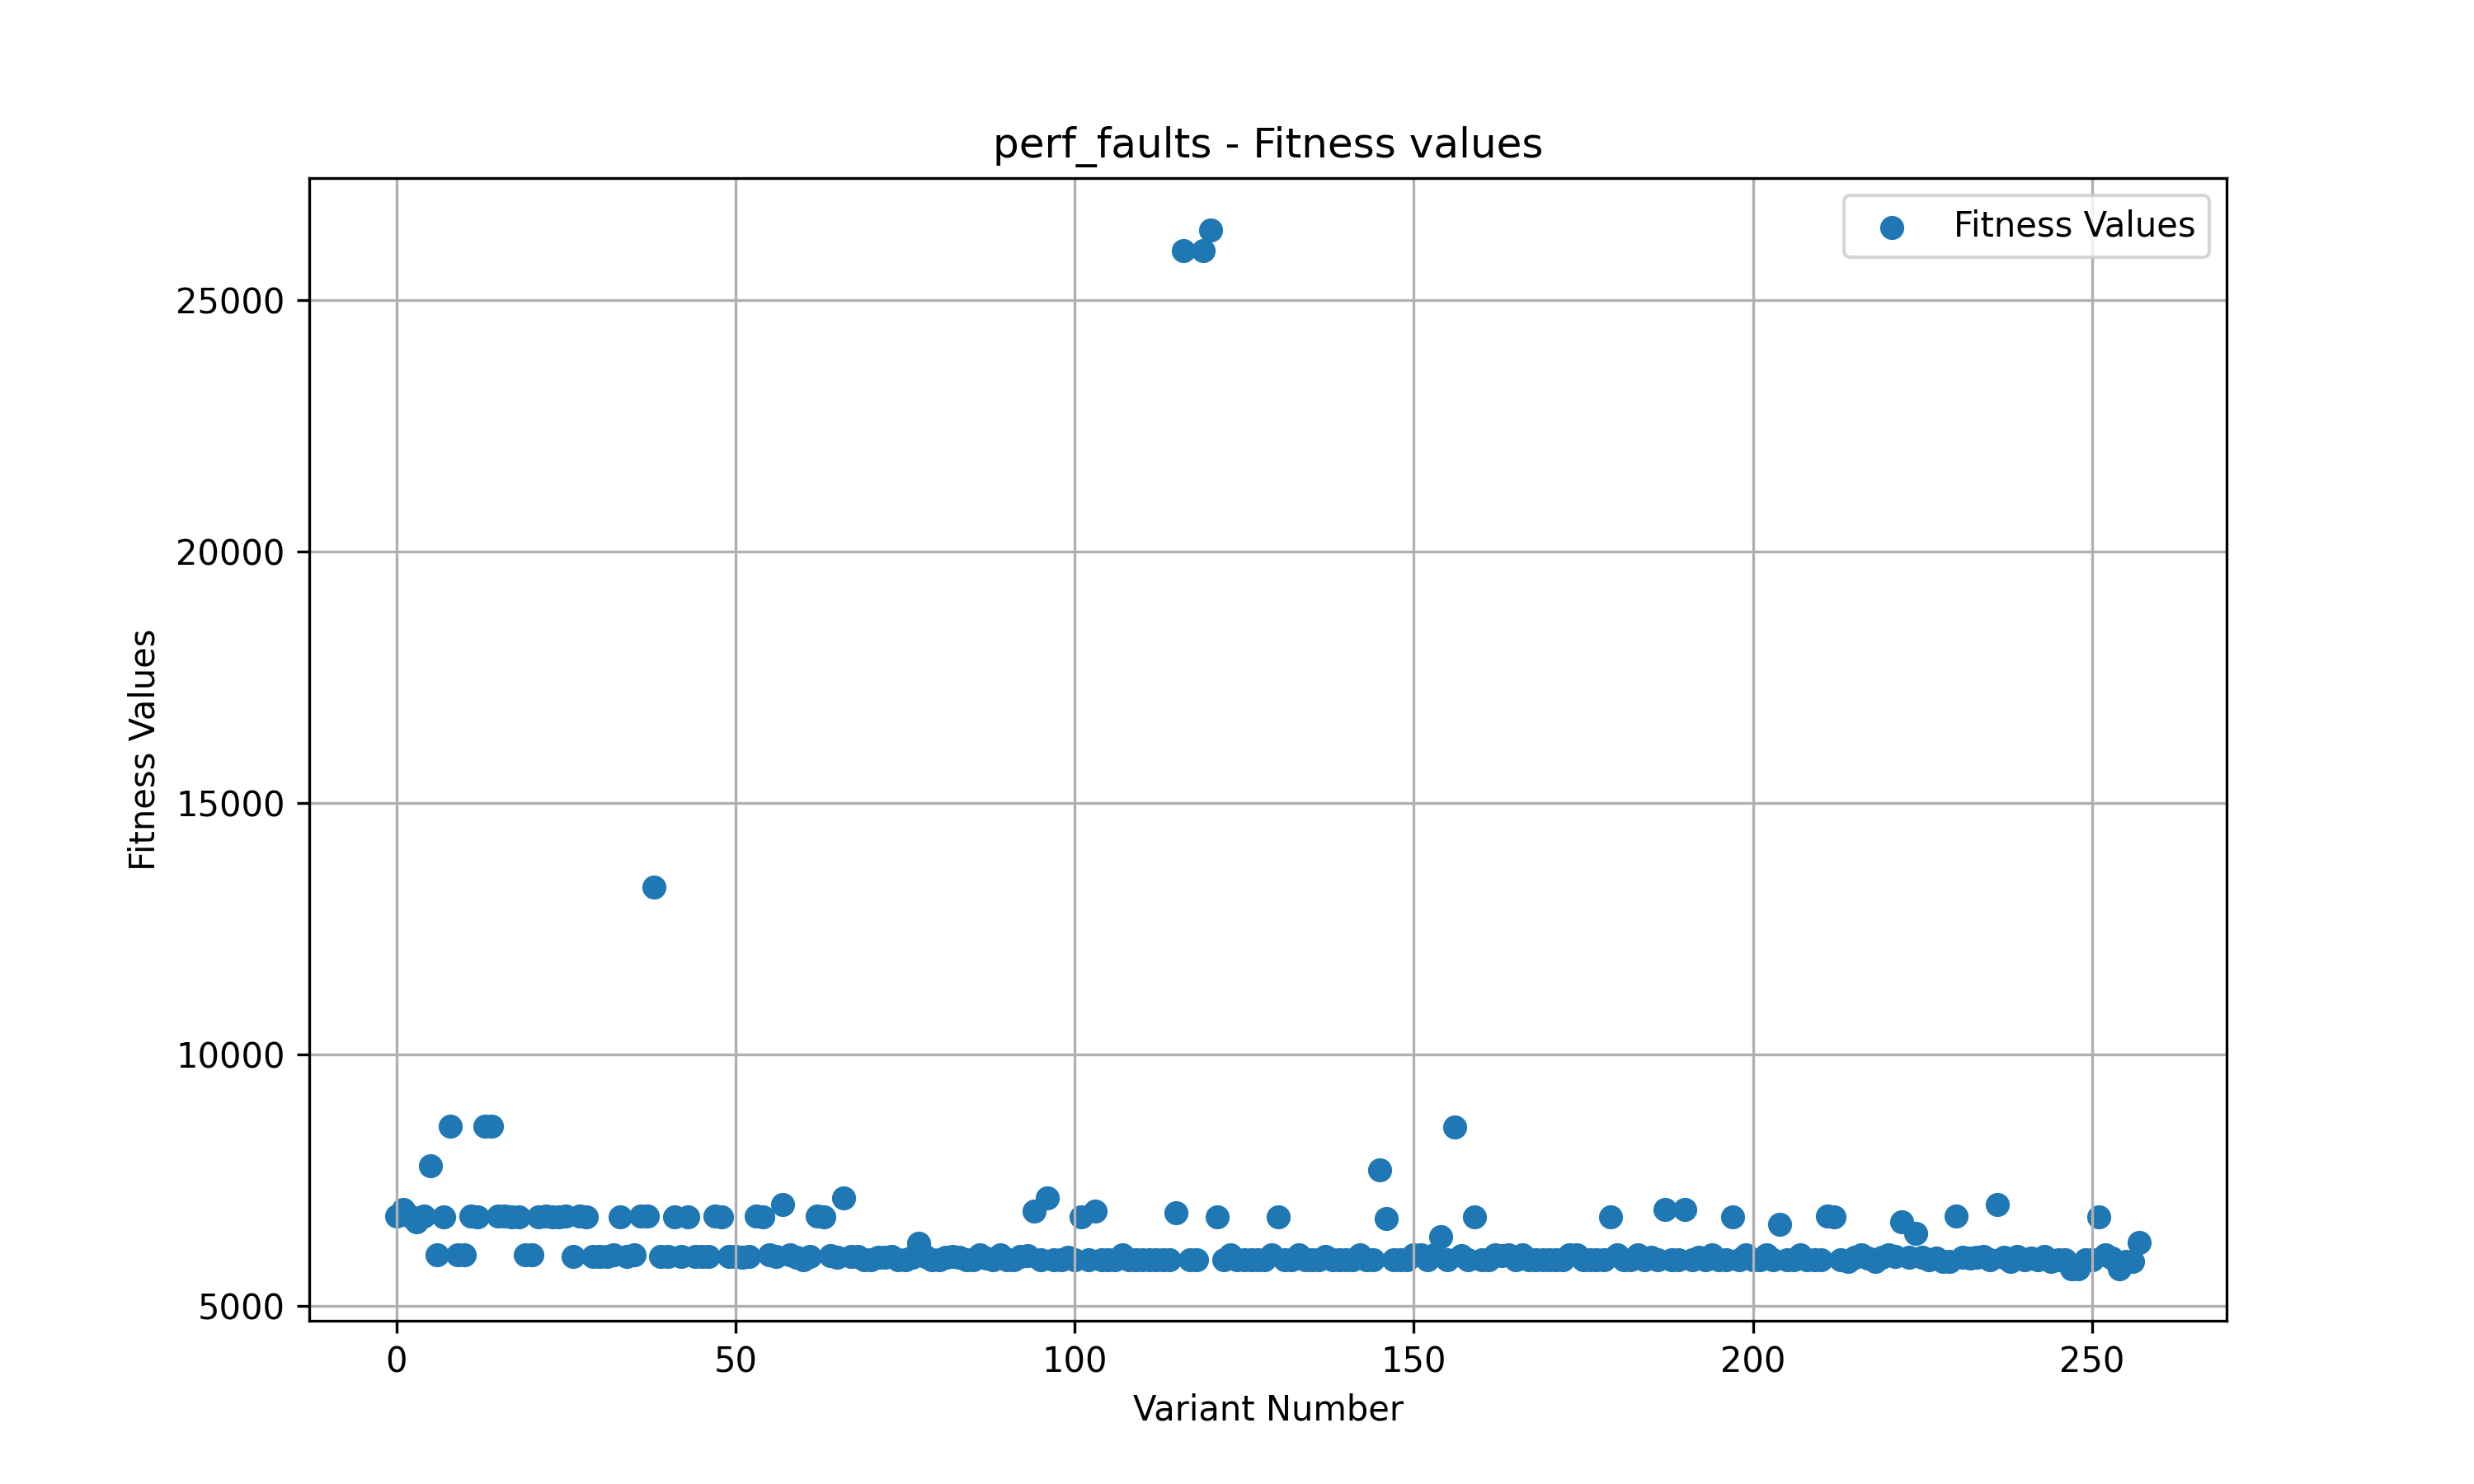 perf_faults - Fitness values
Fitness Values
25000
20000
15000
10000
5000
Fitness Values
0 50 100 150 200 250
Variant Number